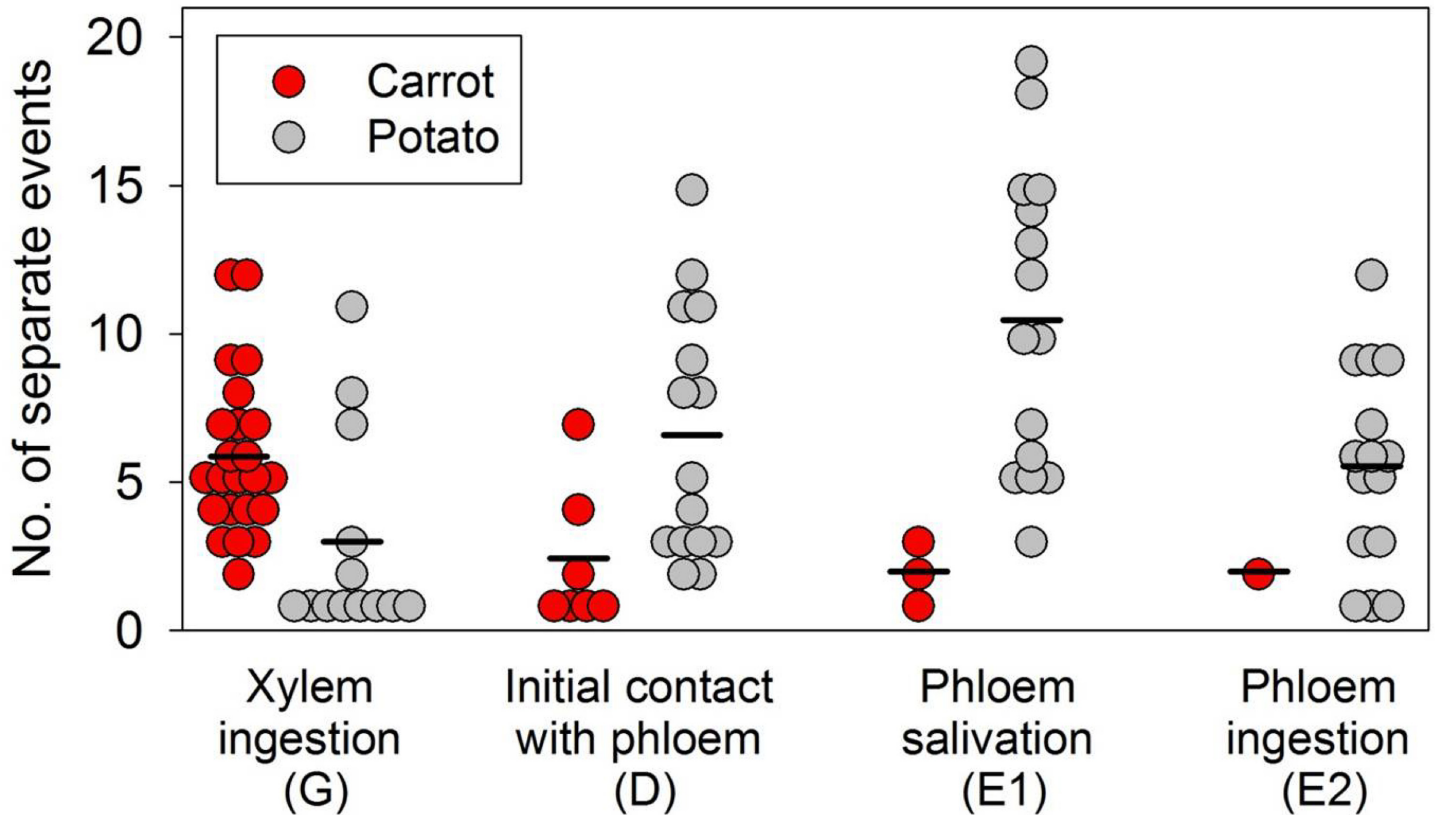 No. of separate events
20
15
10
5
0
Carrot
Potato
Xylem
ingestion
(G)
Initial contact
with phloem
(D)
Phloem
salivation
(E1)
Phloem
ingestion
(E2)